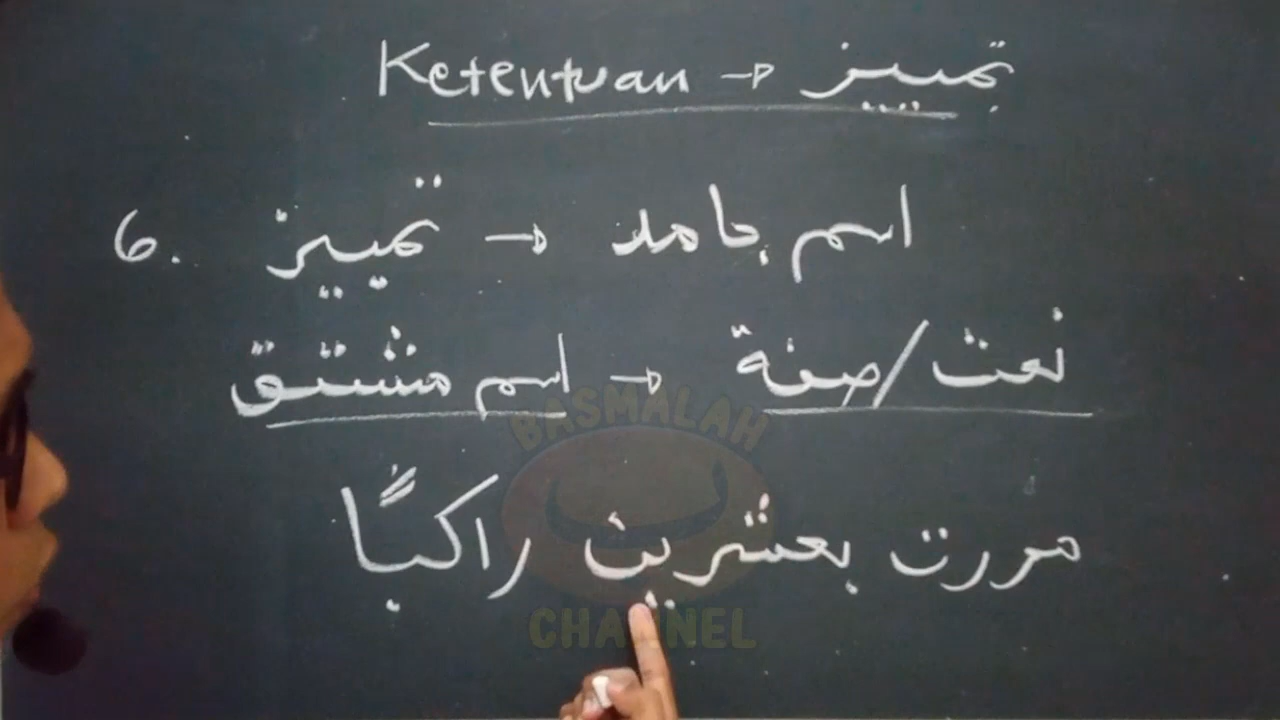 Ketentuan → تمييز
6. تمييز → اسم جامد
نعت/صفة → اسم مشتق
مررت بعشرين راكبًا
BASMALAH
CHANNEL